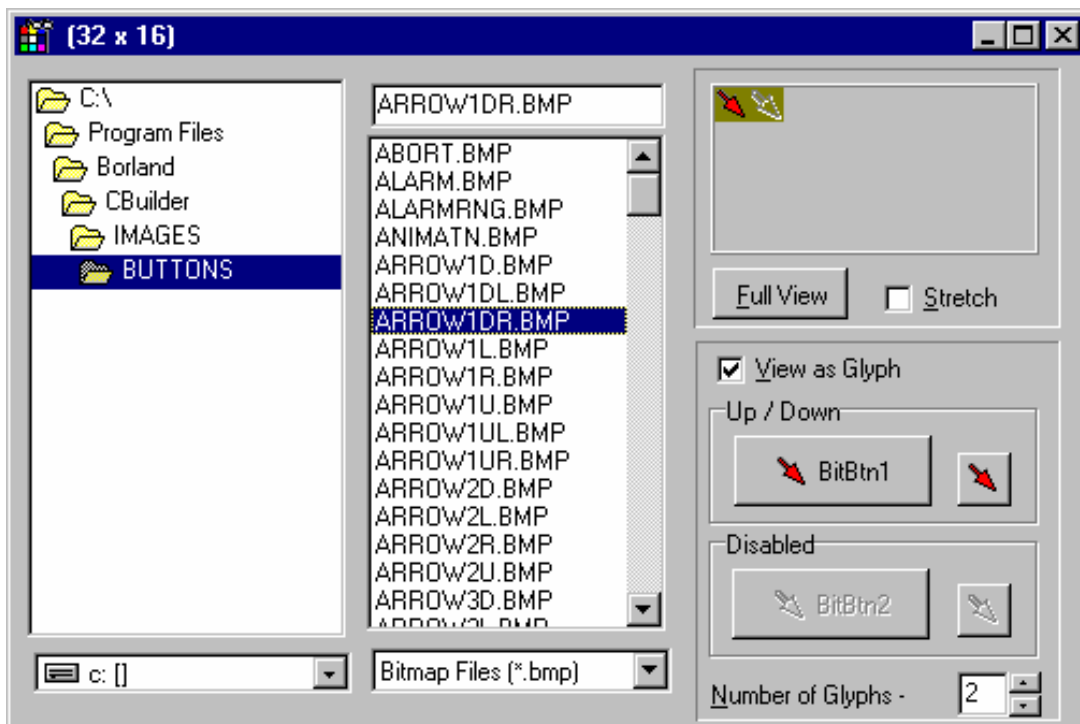 (32 x 16)
C:\
Program Files
Borland
CBuilder
IMAGES
BUTTONS
c: []
ARROW1DR.BMP
ABORT.BMP
ALARM.BMP
ALARMRNG.BMP
ANIMATN.BMP
ARROW1D.BMP
ARROW1DL.BMP
ARROW1DR.BMP
ARROW1L.BMP
ARROW1R.BMP
ARROW1U.BMP
ARROW1UL.BMP
ARROW1UR.BMP
ARROW2D.BMP
ARROW2L.BMP
ARROW2R.BMP
ARROW2U.BMP
ARROW3D.BMP
Bitmap Files (*.bmp)
Full View
Stretch
View as Glyph
Up / Down
BitBtn1
Disabled
BitBtn2
Number of Glyphs - 2